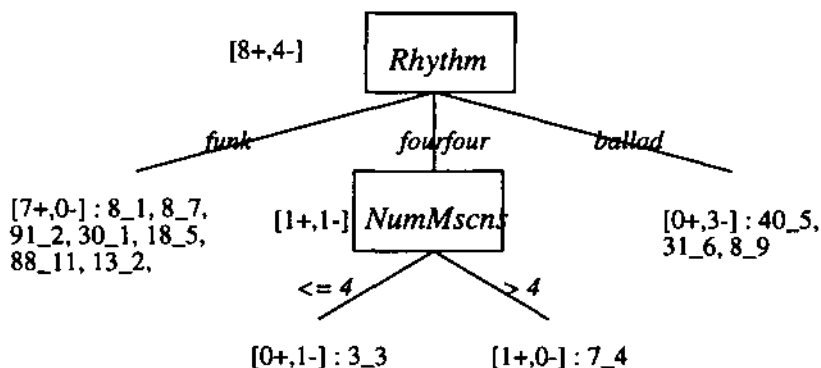 [8+,4-]
Rhythm
funk
fourfour
ballad
[7+,0-] : 8_1, 8_7,
91_2, 30_1, 18_5,
88_11, 13_2,
[1+,1-]
NumMscns
[0+,3-] : 40_5,
31_6, 8_9
<= 4
> 4
[0+,1-] : 3_3
[1+,0-] : 7_4